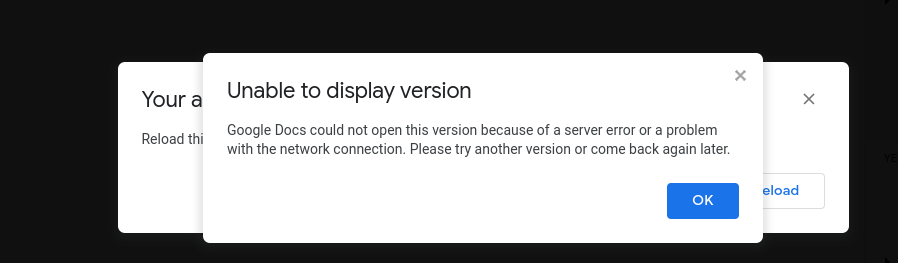 Unable to display version
Your a
Google Docs could not open this version because of a server error or a problem
Reload thi
with the network connection. Please try another version or come back again later.
eload
OK
YE